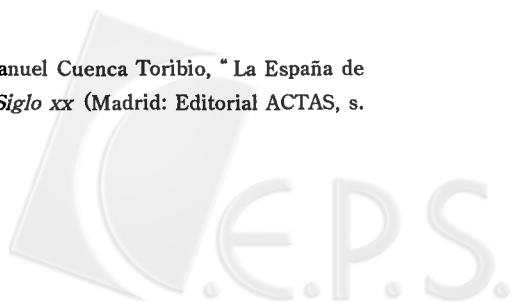 anuel Cuenca Toribio, “ La España de
Siglo xx (Madrid: Editorial ACTAS, s.
C.E.P.S.